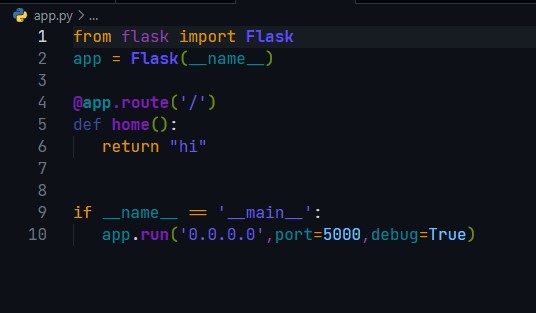 app.py > ...
1 from flask import Flask
2 app = Flask(__name__)
3
4 @app.route('/')
5 def home():
6 return "hi"
7
8
9 if __name__ == '__main__':
10 app.run('0.0.0.0',port=5000,debug=True)